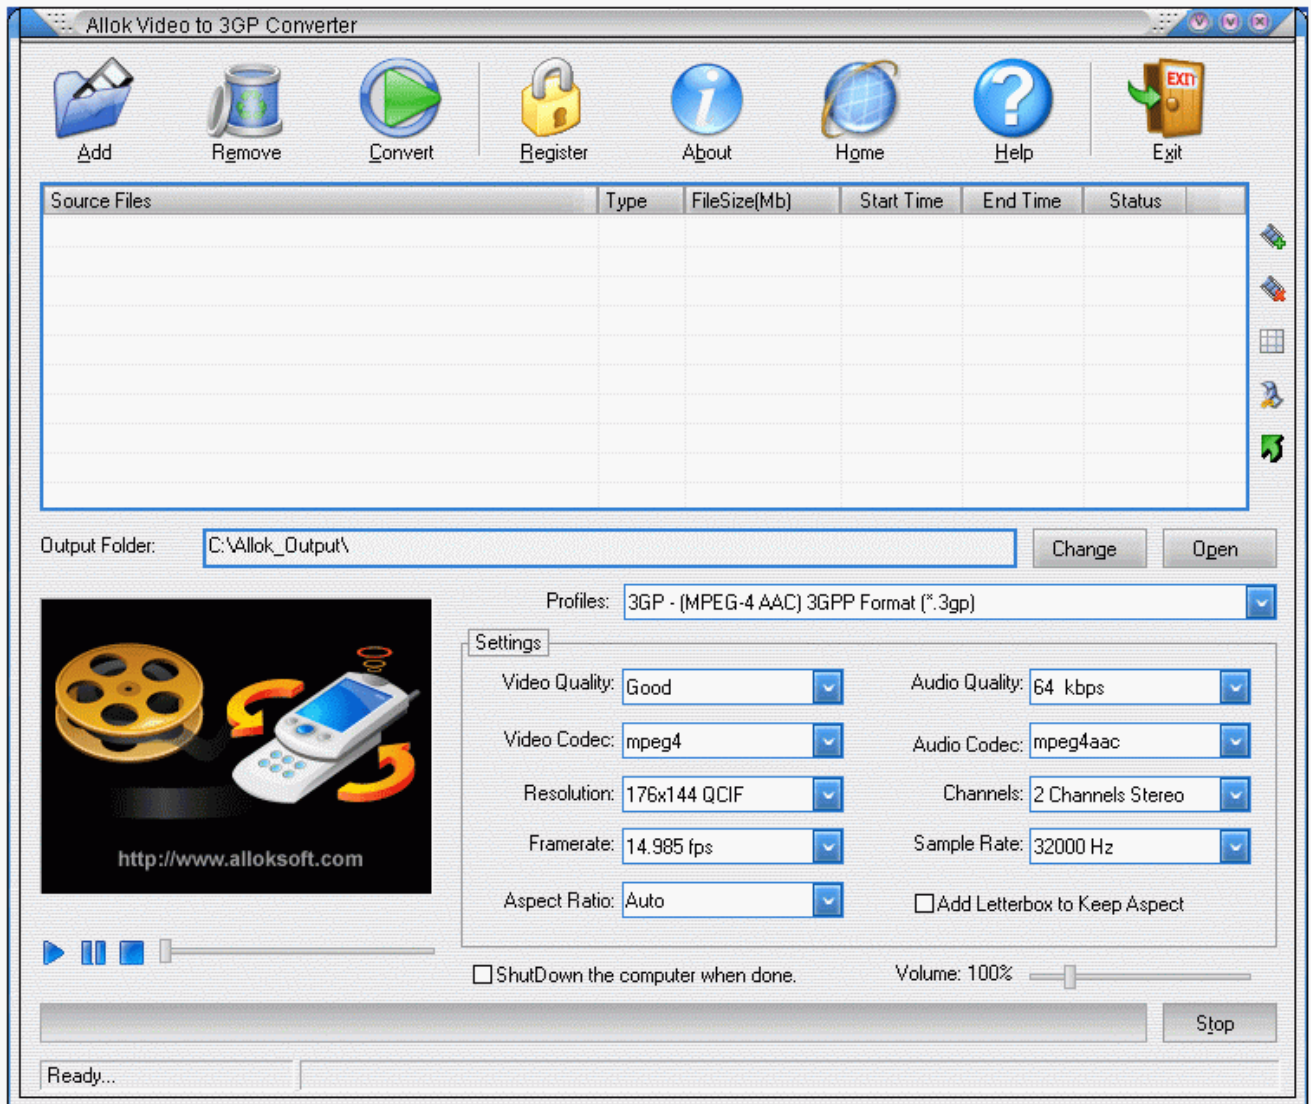 Allok Video to 3GP Converter
Add Remove Convert Register About Home Help EXIT Exit
Source Files Type FileSize(Mb) Start Time End Time Status
Output Folder: C:\Allok_Output\ Change Open
Profiles: 3GP - (MPEG-4 AAC) 3GPP Format (*.3gp)
Settings
Video Quality: Good Audio Quality: 64 kbps
Video Codec: mpeg4 Audio Codec: mpeg4aac
Resolution: 176x144 QCIF Channels: 2 Channels Stereo
Framerate: 14.985 fps Sample Rate: 32000 Hz
http://www.alloksoft.com
Aspect Ratio: Auto Add Letterbox to Keep Aspect
ShutDown the computer when done. Volume: 100%
Stop
Ready...